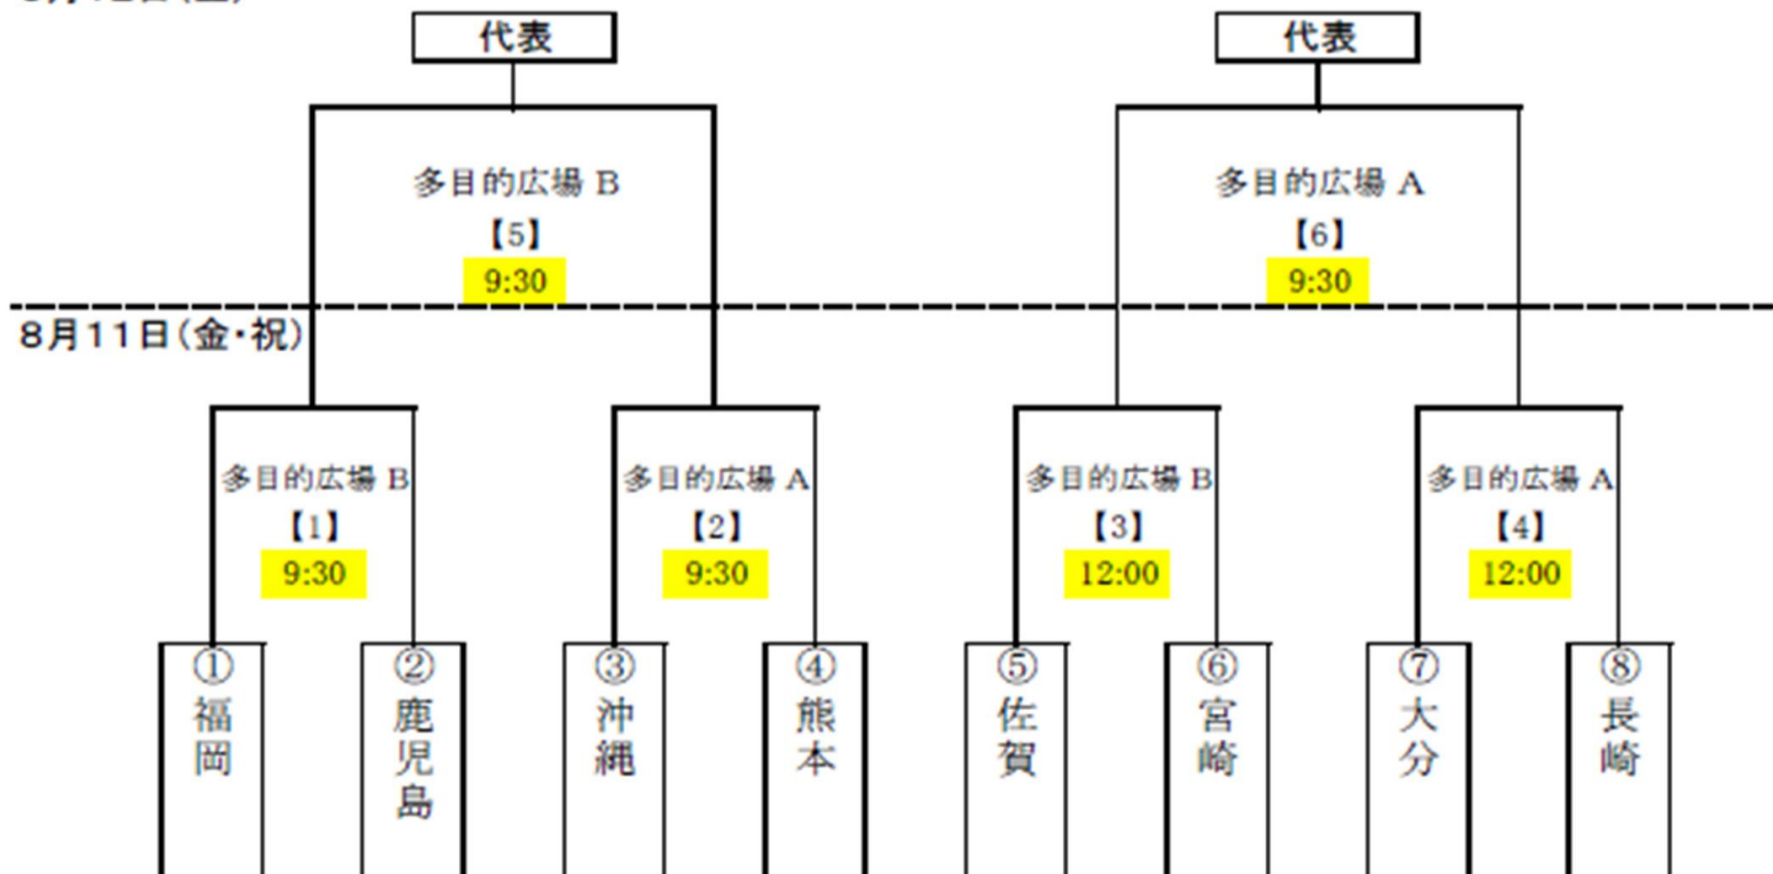 代表
代表
多目的広場 B
【5】
9:30
多目的広場 A
【6】
9:30
8月11日(金・祝)
多目的広場 B
【1】
9:30
多目的広場 A
【2】
9:30
多目的広場 B
【3】
12:00
多目的広場 A
【4】
12:00
①福岡
②鹿児島
③沖縄
④熊本
⑤佐賀
⑥宮崎
⑦大分
⑧長崎